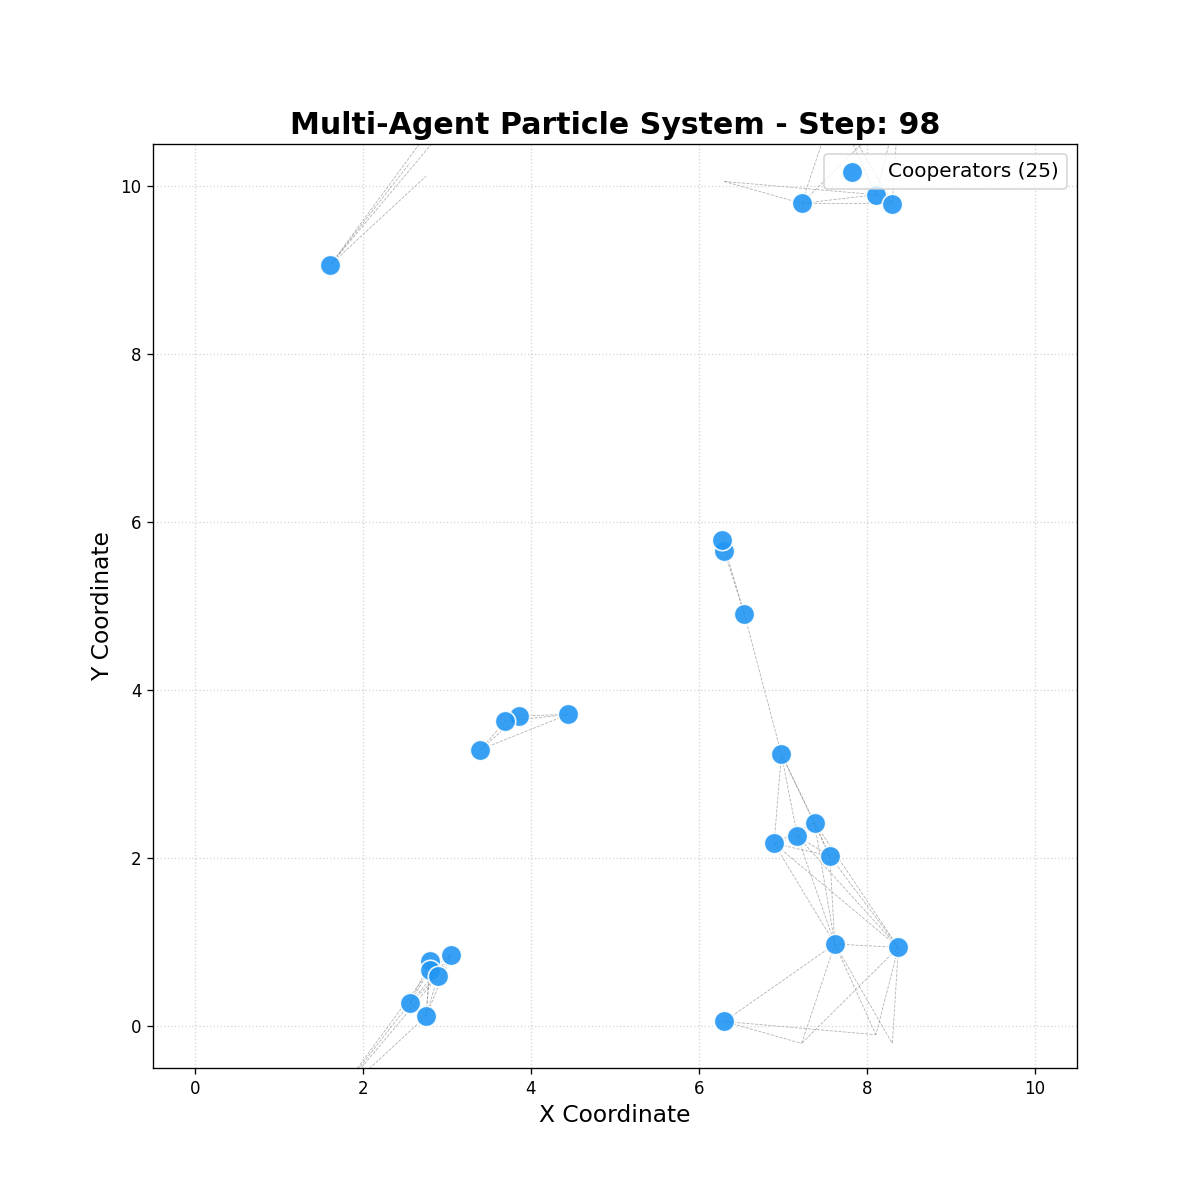 Multi-Agent Particle System - Step: 98
Cooperators (25)
10
8
6
4
2
0
Y Coordinate
0 2 4 6 8 10
X Coordinate